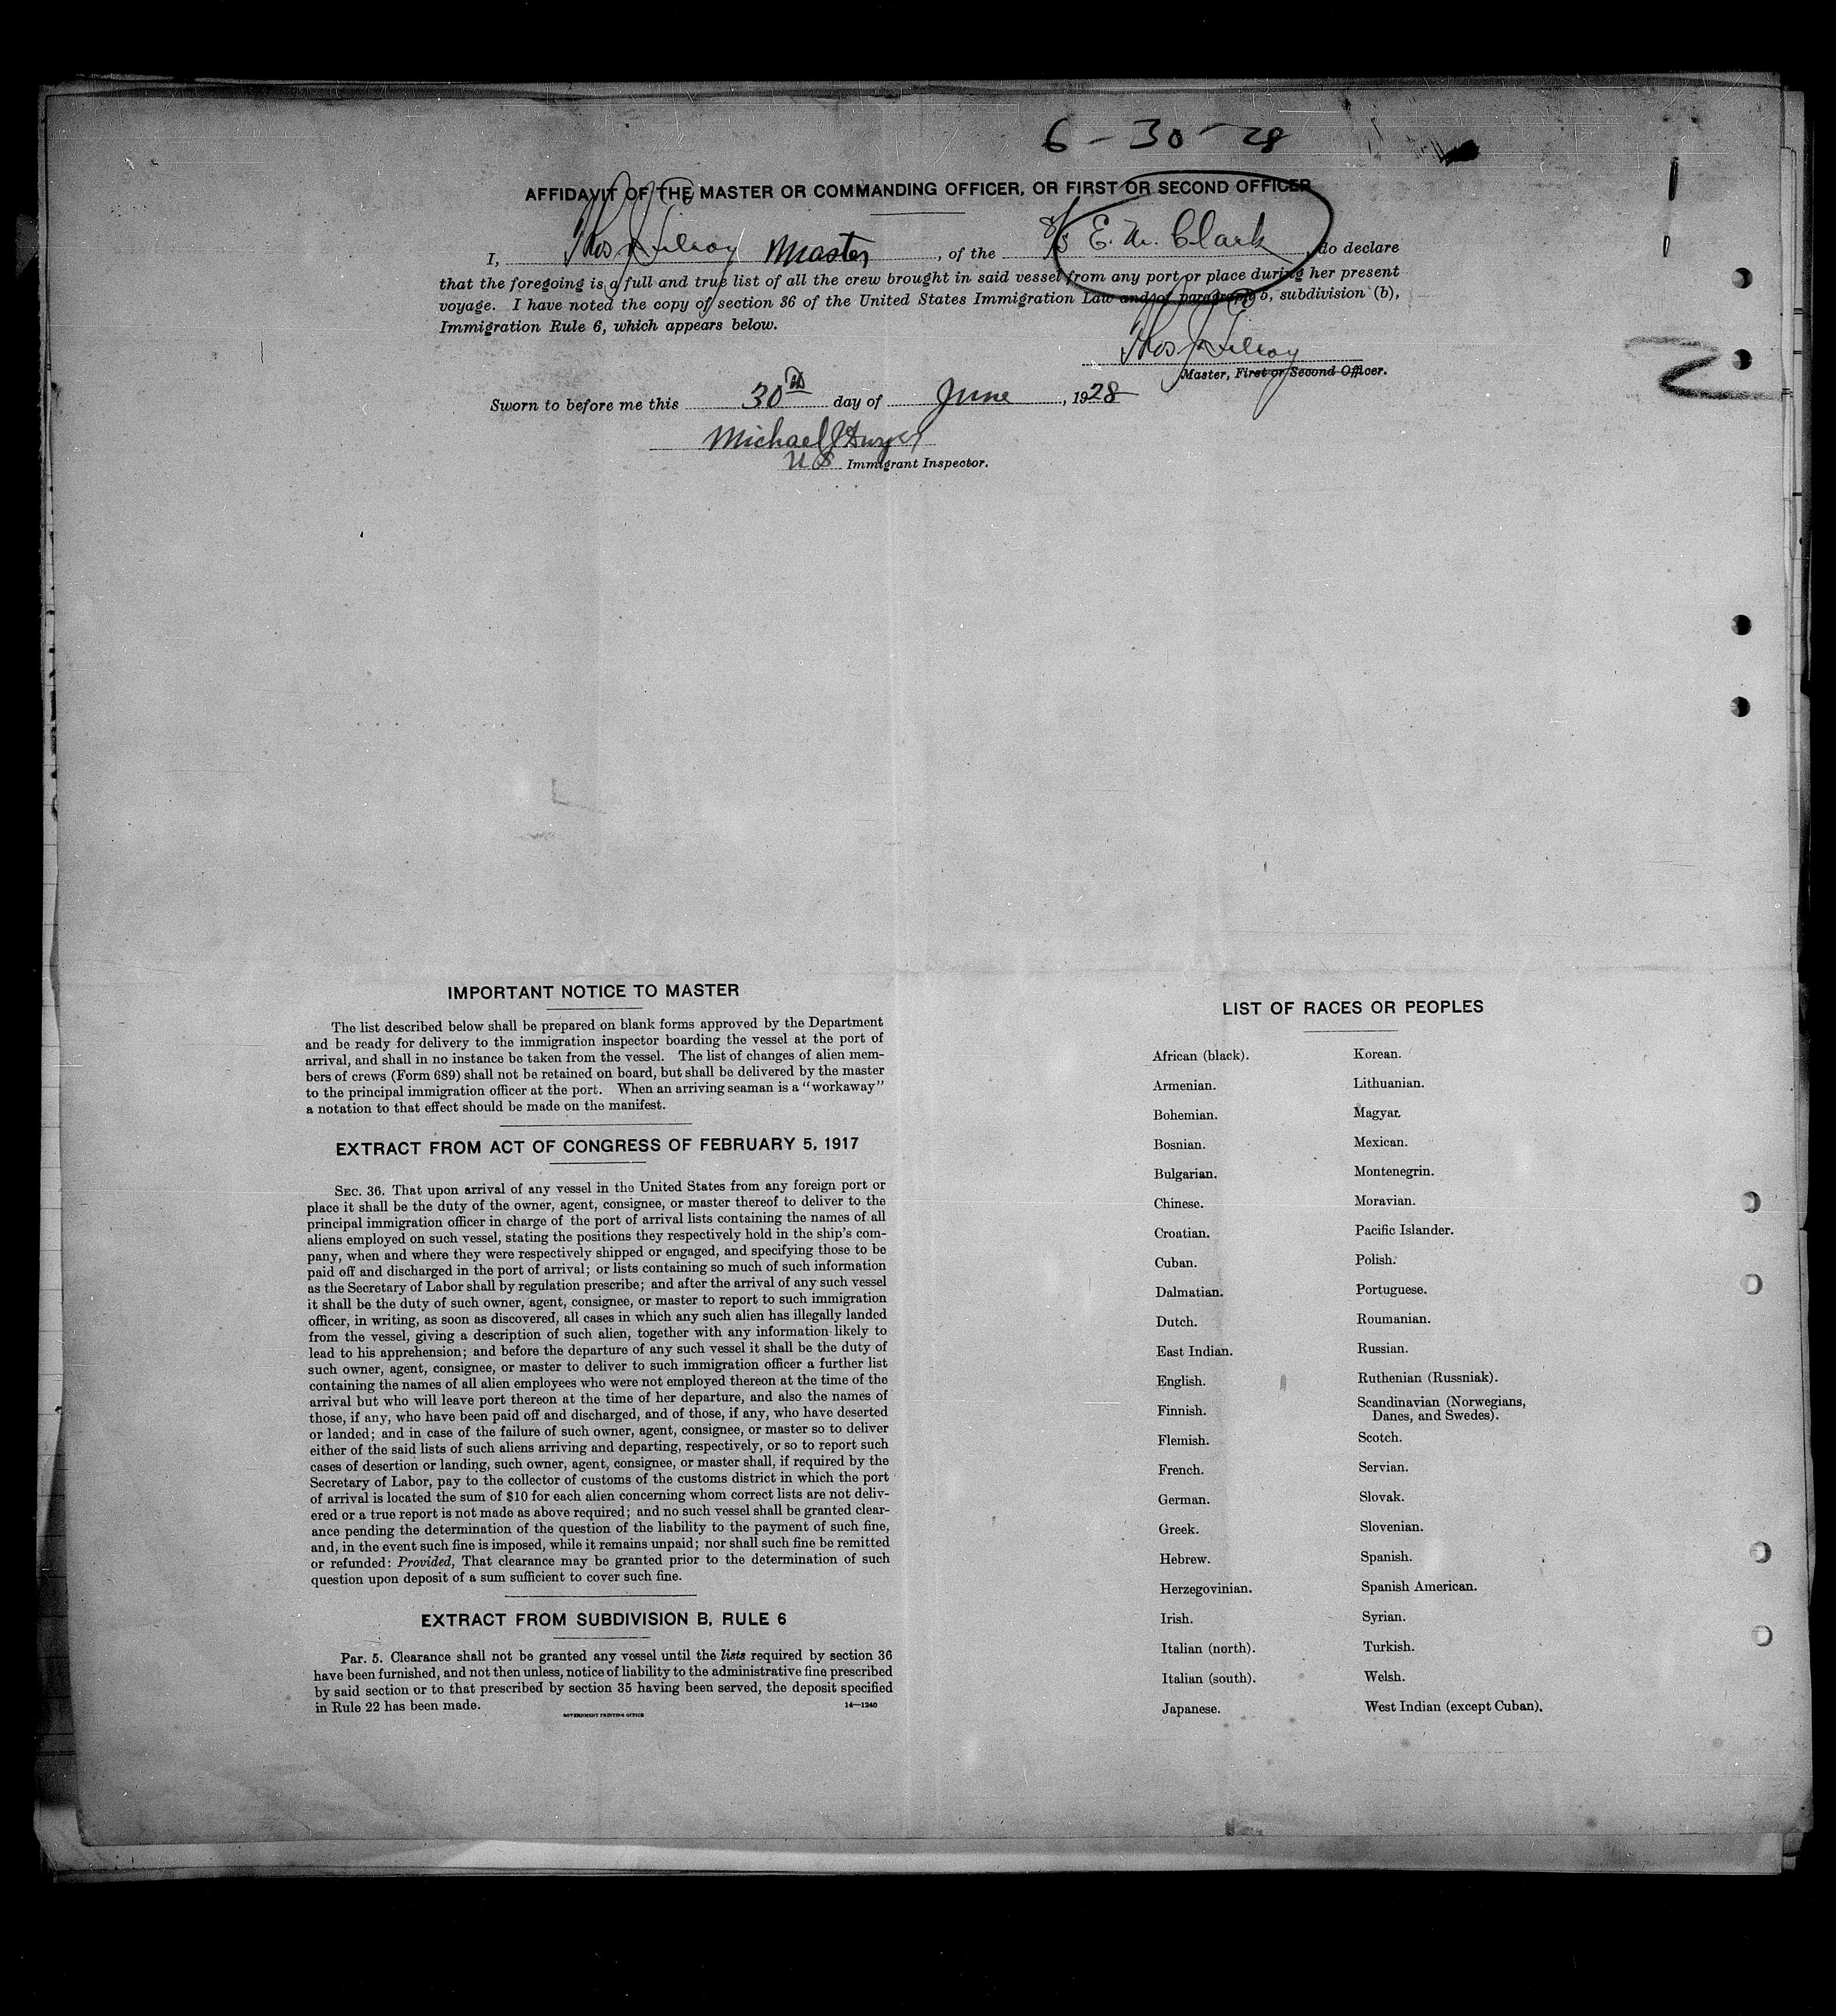 6-30-28
AFFIDAVIT OF THE MASTER OR COMMANDING OFFICER, OR FIRST OR SECOND OFFICER
I, Thos Gilroy Master, of the S/S E. M. Clark, do declare
that the foregoing is a full and true list of all the crew brought in said vessel from any port or place during her present
voyage. I have noted the copy of section 36 of the United States Immigration Law and of paragraph 5, subdivision (b),
Immigration Rule 6, which appears below.
Thos Gilroy
Master, First or Second Officer.
Sworn to before me this 30th day of June, 1928
Michael J Dwyer
US Immigrant Inspector.
IMPORTANT NOTICE TO MASTER
The list described below shall be prepared on blank forms approved by the Department
and be ready for delivery to the immigration inspector boarding the vessel at the port of
arrival, and shall in no instance be taken from the vessel. The list of changes of alien mem-
bers of crews (Form 689) shall not be retained on board, but shall be delivered by the master
to the principal immigration officer at the port. When an arriving seaman is a "workaway"
a notation to that effect should be made on the manifest.
EXTRACT FROM ACT OF CONGRESS OF FEBRUARY 5, 1917
SEC. 36. That upon arrival of any vessel in the United States from any foreign port or
place it shall be the duty of the owner, agent, consignee, or master thereof to deliver to the
principal immigration officer in charge of the port of arrival lists containing the names of all
aliens employed on such vessel, stating the positions they respectively hold in the ship's com-
pany, when and where they were respectively shipped or engaged, and specifying those to be
paid off and discharged in the port of arrival; or lists containing so much of such information
as the Secretary of Labor shall by regulation prescribe; and after the arrival of any such vessel
it shall be the duty of such owner, agent, consignee, or master to report to such immigration
officer, in writing, as soon as discovered, all cases in which any such alien has illegally landed
from the vessel, giving a description of such alien, together with any information likely to
lead to his apprehension; and before the departure of any such vessel it shall be the duty of
such owner, agent, consignee, or master to deliver to such immigration officer a further list
containing the names of all alien employees who were not employed thereon at the time of the
arrival but who will leave port thereon at the time of her departure, and also the names of
those, if any, who have been paid off and discharged, and of those, if any, who have deserted
or landed; and in case of the failure of such owner, agent, consignee, or master so to deliver
either of the said lists of such aliens arriving and departing, respectively, or so to report such
cases of desertion or landing, such owner, agent, consignee, or master shall, if required by the
Secretary of Labor, pay to the collector of customs of the customs district in which the port
of arrival is located the sum of $10 for each alien concerning whom correct lists are not deliv-
ered or a true report is not made as above required; and no such vessel shall be granted clear-
ance pending the determination of the question of the liability to the payment of such fine,
and, in the event such fine is imposed, while it remains unpaid; nor shall such fine be remitted
or refunded: Provided, That clearance may be granted prior to the determination of such
question upon deposit of a sum sufficient to cover such fine.
EXTRACT FROM SUBDIVISION B, RULE 6
Par. 5. Clearance shall not be granted any vessel until the lists required by section 36
have been furnished, and not then unless, notice of liability to the administrative fine prescribed
by said section or to that prescribed by section 35 having been served, the deposit specified
in Rule 22 has been made.
14—1240
GOVERNMENT PRINTING OFFICE
LIST OF RACES OR PEOPLES
African (black).
Armenian.
Bohemian.
Bosnian.
Bulgarian.
Chinese.
Croatian.
Cuban.
Dalmatian.
Dutch.
East Indian.
English.
Finnish.
Flemish.
French.
German.
Greek.
Hebrew.
Herzegovinian.
Irish.
Italian (north).
Italian (south).
Japanese.
Korean.
Lithuanian.
Magyar.
Mexican.
Montenegrin.
Moravian.
Pacific Islander.
Polish.
Portuguese.
Roumanian.
Russian.
Ruthenian (Russniak).
Scandinavian (Norwegians,
Danes, and Swedes).
Scotch.
Servian.
Slovak.
Slovenian.
Spanish.
Spanish American.
Syrian.
Turkish.
Welsh.
West Indian (except Cuban).